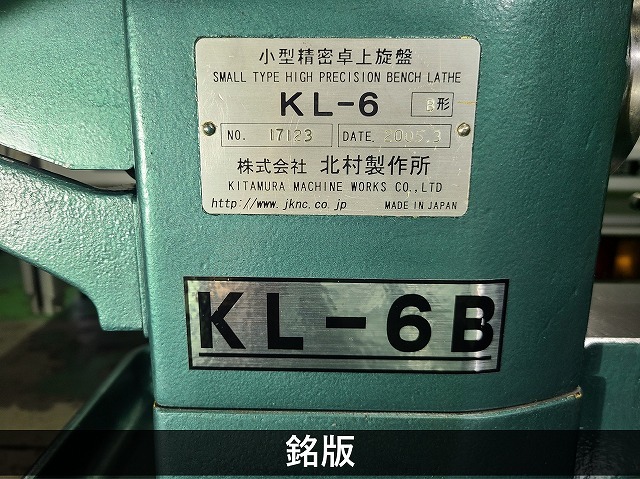 小型精密卓上旋盤
SMALL TYPE HIGH PRECISION BENCH LATHE
KL-6 B形
NO. 17123 DATE 2005.3
株式会社 北村製作所
KITAMURA MACHINE WORKS CO.,LTD
http://www.jknc.co.jp MADE IN JAPAN
KL-6B
銘版